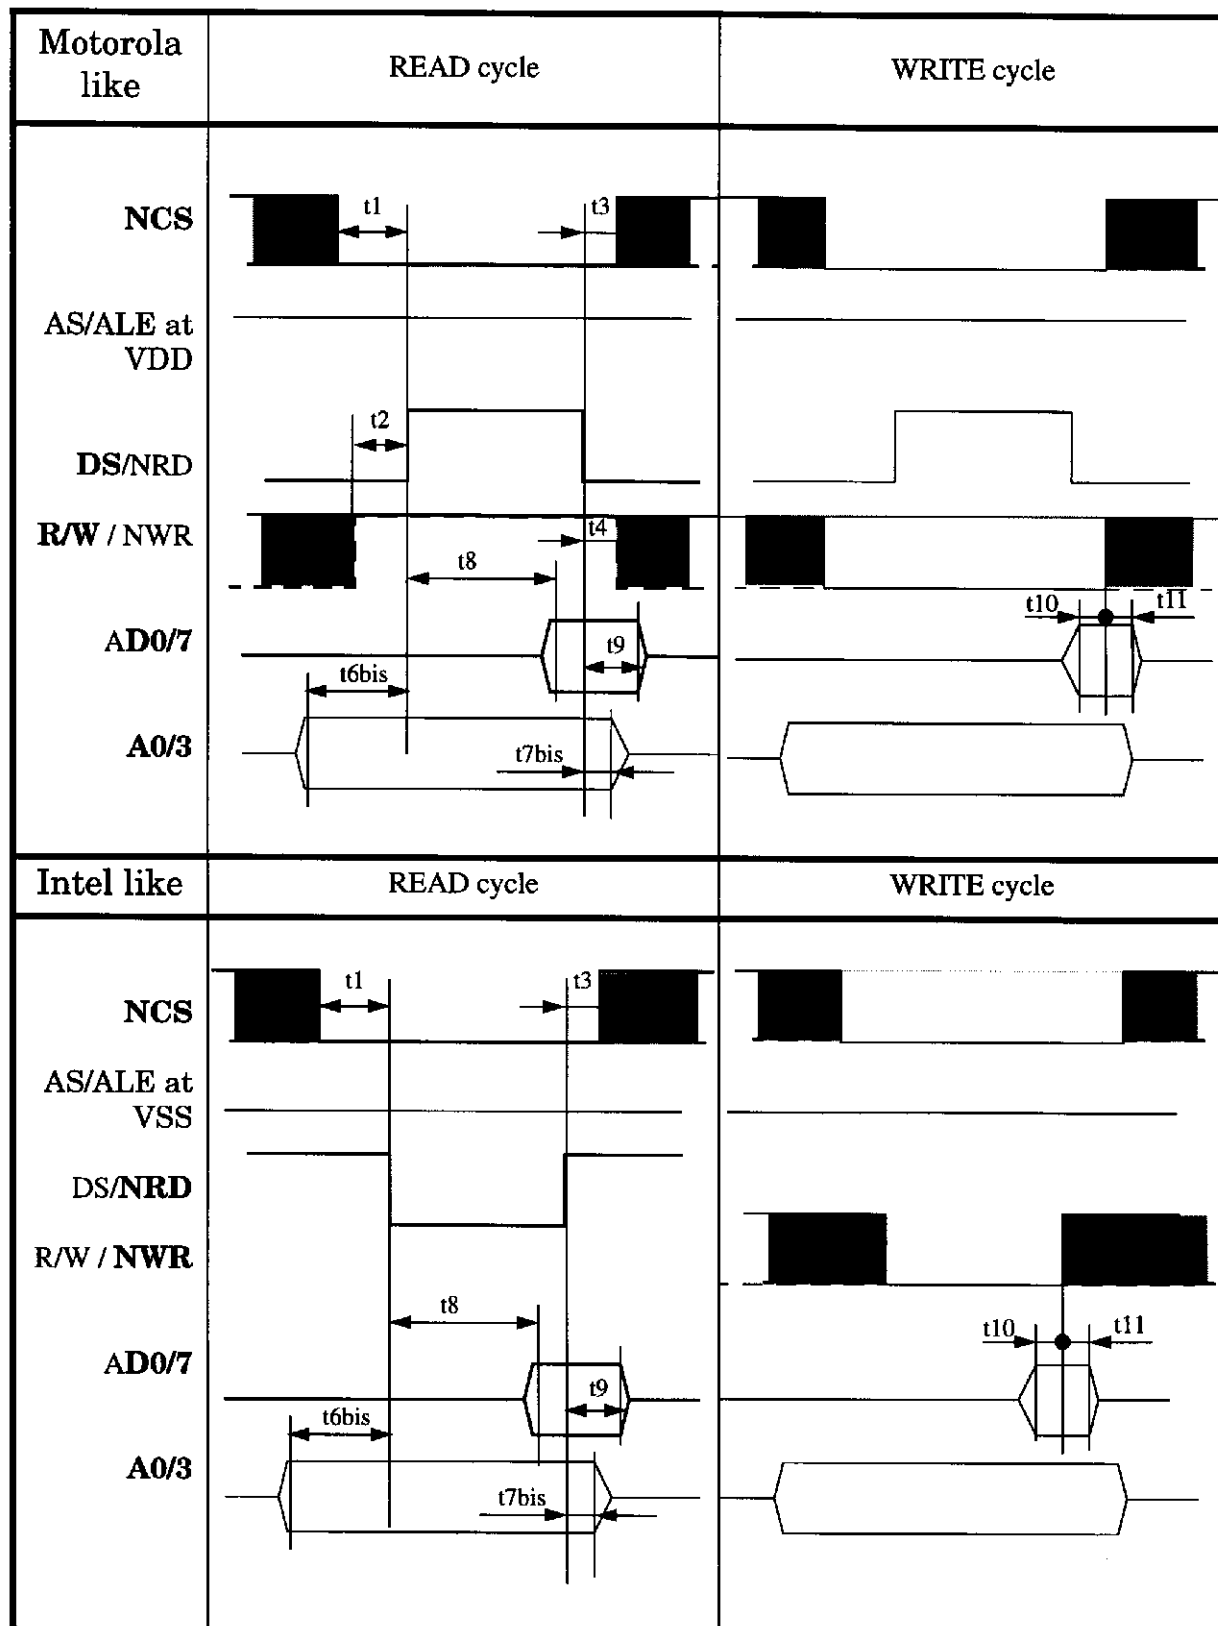 Motorola
like
READ cycle
WRITE cycle
NCS
t1
t3
AS/ALE at
VDD
t2
DS/NRD
R/W / NWR
t4
t8
t10
t11
AD0/7
t9
t6bis
A0/3
t7bis
Intel like
READ cycle
WRITE cycle
NCS
t1
t3
AS/ALE at
VSS
DS/NRD
R/W / NWR
t8
t10
t11
AD0/7
t9
t6bis
A0/3
t7bis